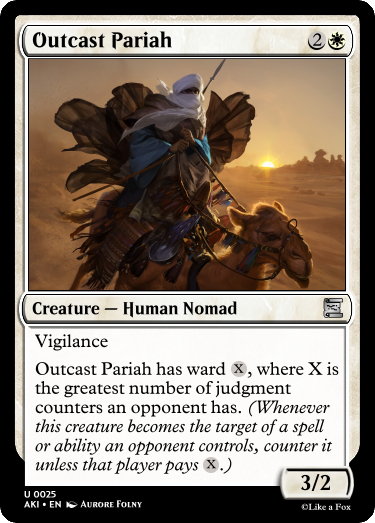 Outcast Pariah 2
Creature — Human Nomad
Vigilance
Outcast Pariah has ward X, where X is
the greatest number of judgment
counters an opponent has. (Whenever
this creature becomes the target of a spell
or ability an opponent controls, counter it
unless that player pays X.)
3/2
U 0025
AKI • EN Aurore Folny
©Like a Fox